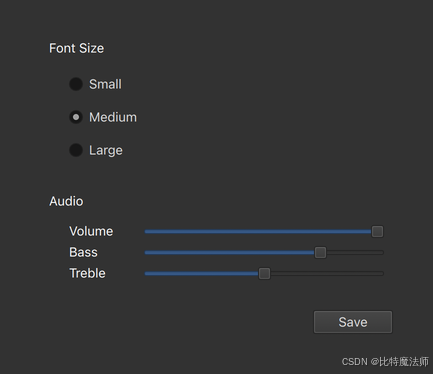 Font Size
Small
Medium
Large
Audio
Volume
Bass
Treble
Save
CSDN @比特魔法师